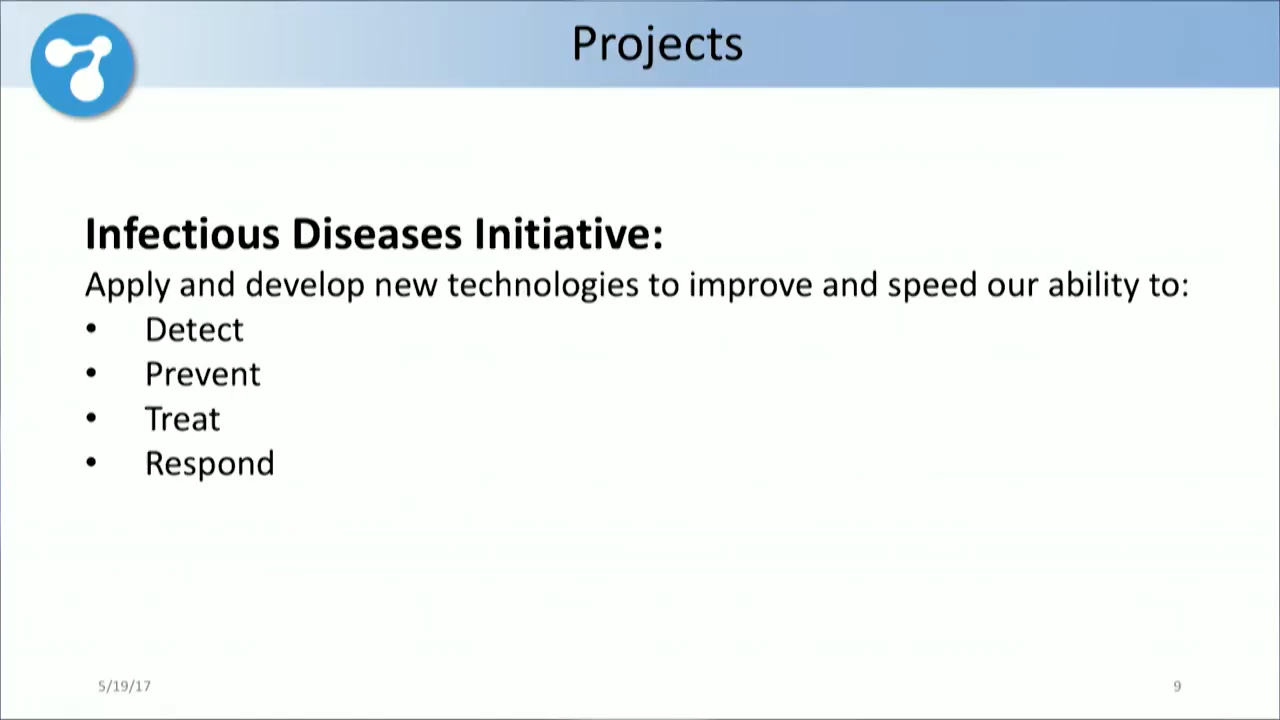 Projects
Infectious Diseases Initiative:
Apply and develop new technologies to improve and speed our ability to:
• Detect
• Prevent
• Treat
• Respond
5/19/17
9